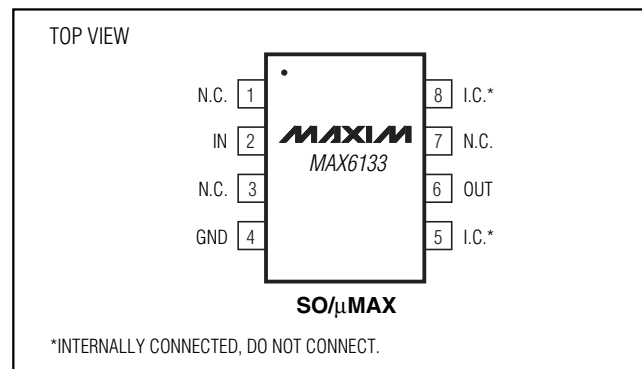 TOP VIEW
N.C. 1
8 I.C.*
IN 2
MAXIM
7 N.C.
MAX6133
N.C. 3
6 OUT
GND 4
5 I.C.*
SO/μMAX
*INTERNALLY CONNECTED, DO NOT CONNECT.